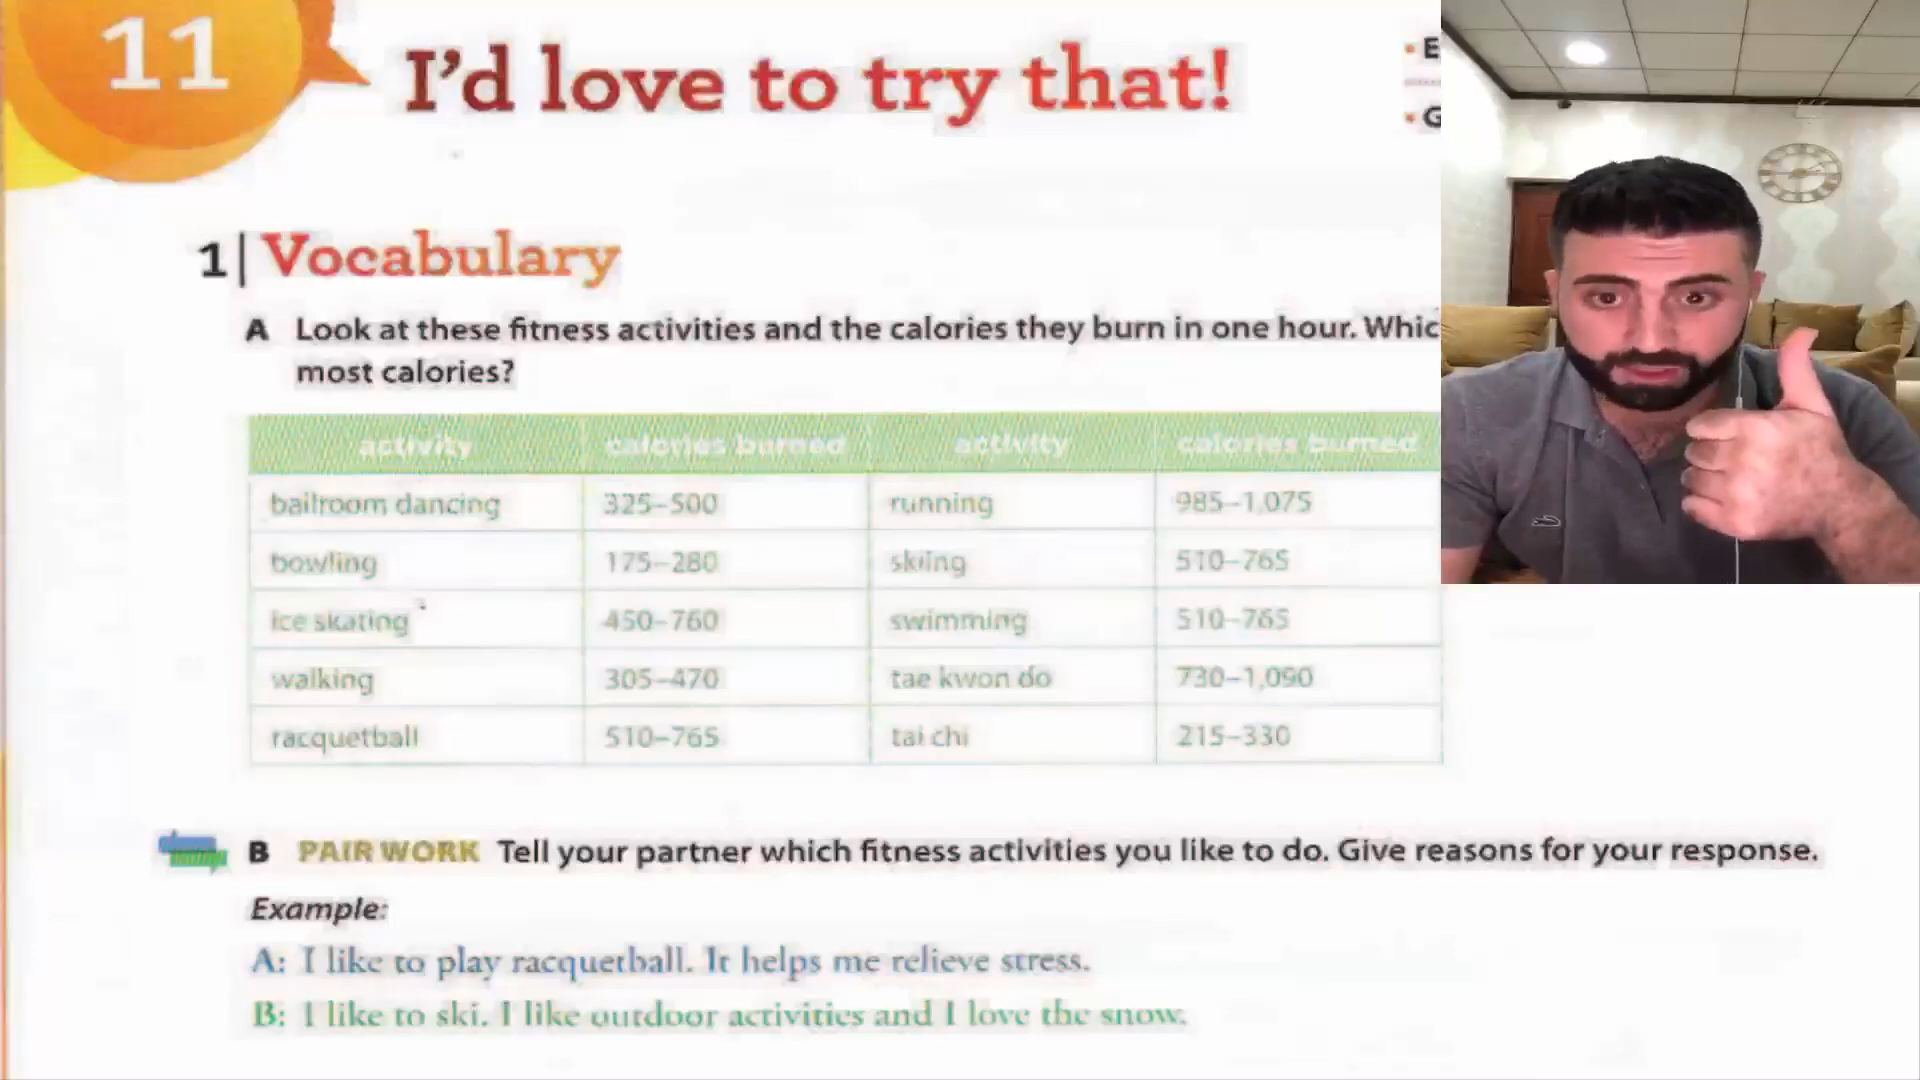 11
I'd love to try that!
• E
• G
1 | Vocabulary
A Look at these fitness activities and the calories they burn in one hour. Whic
most calories?
activity calories burned activity calories burned
ballroom dancing 325–500 running 985–1,075
bowling 175–280 skiing 510–765
ice skating 450–760 swimming 510–765
walking 305–470 tae kwon do 730–1,090
racquetball 510–765 tai chi 215–330
B PAIR WORK Tell your partner which fitness activities you like to do. Give reasons for your response.
Example:
A: I like to play racquetball. It helps me relieve stress.
B: I like to ski. I like outdoor activities and I love the snow.